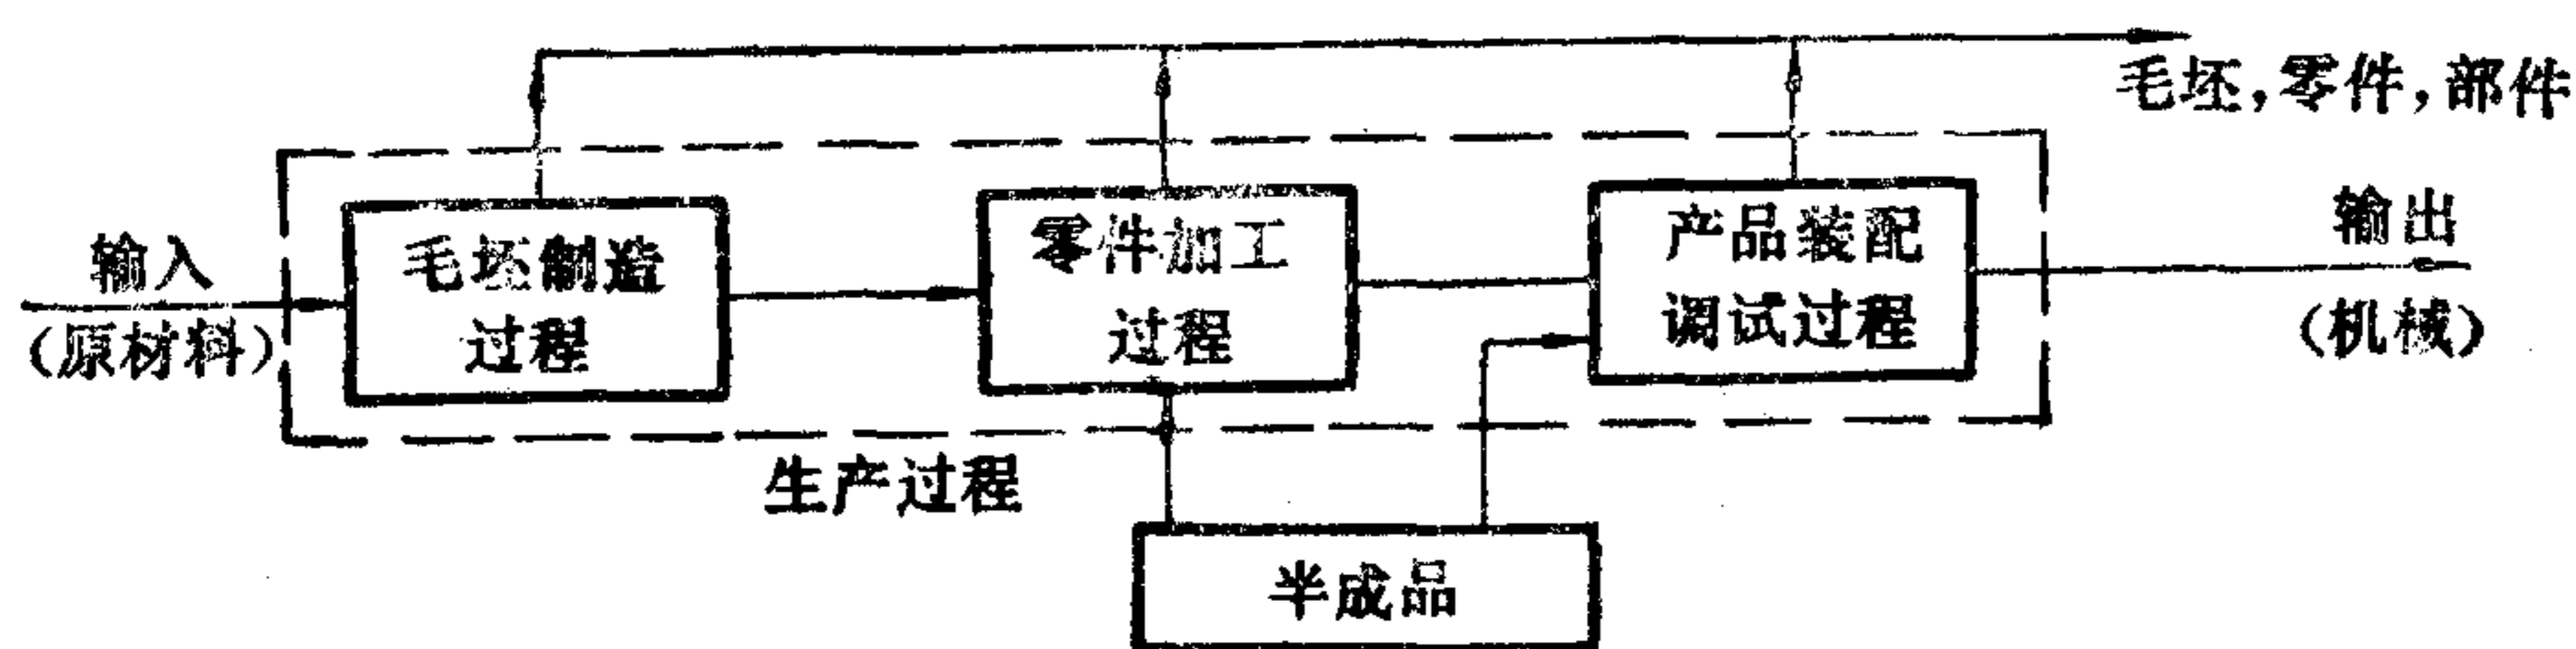 毛坯,零件,部件
输入
(原材料)
毛坯制造
过程
零件加工
过程
产品装配
调试过程
输出
(机械)
生产过程
半成品